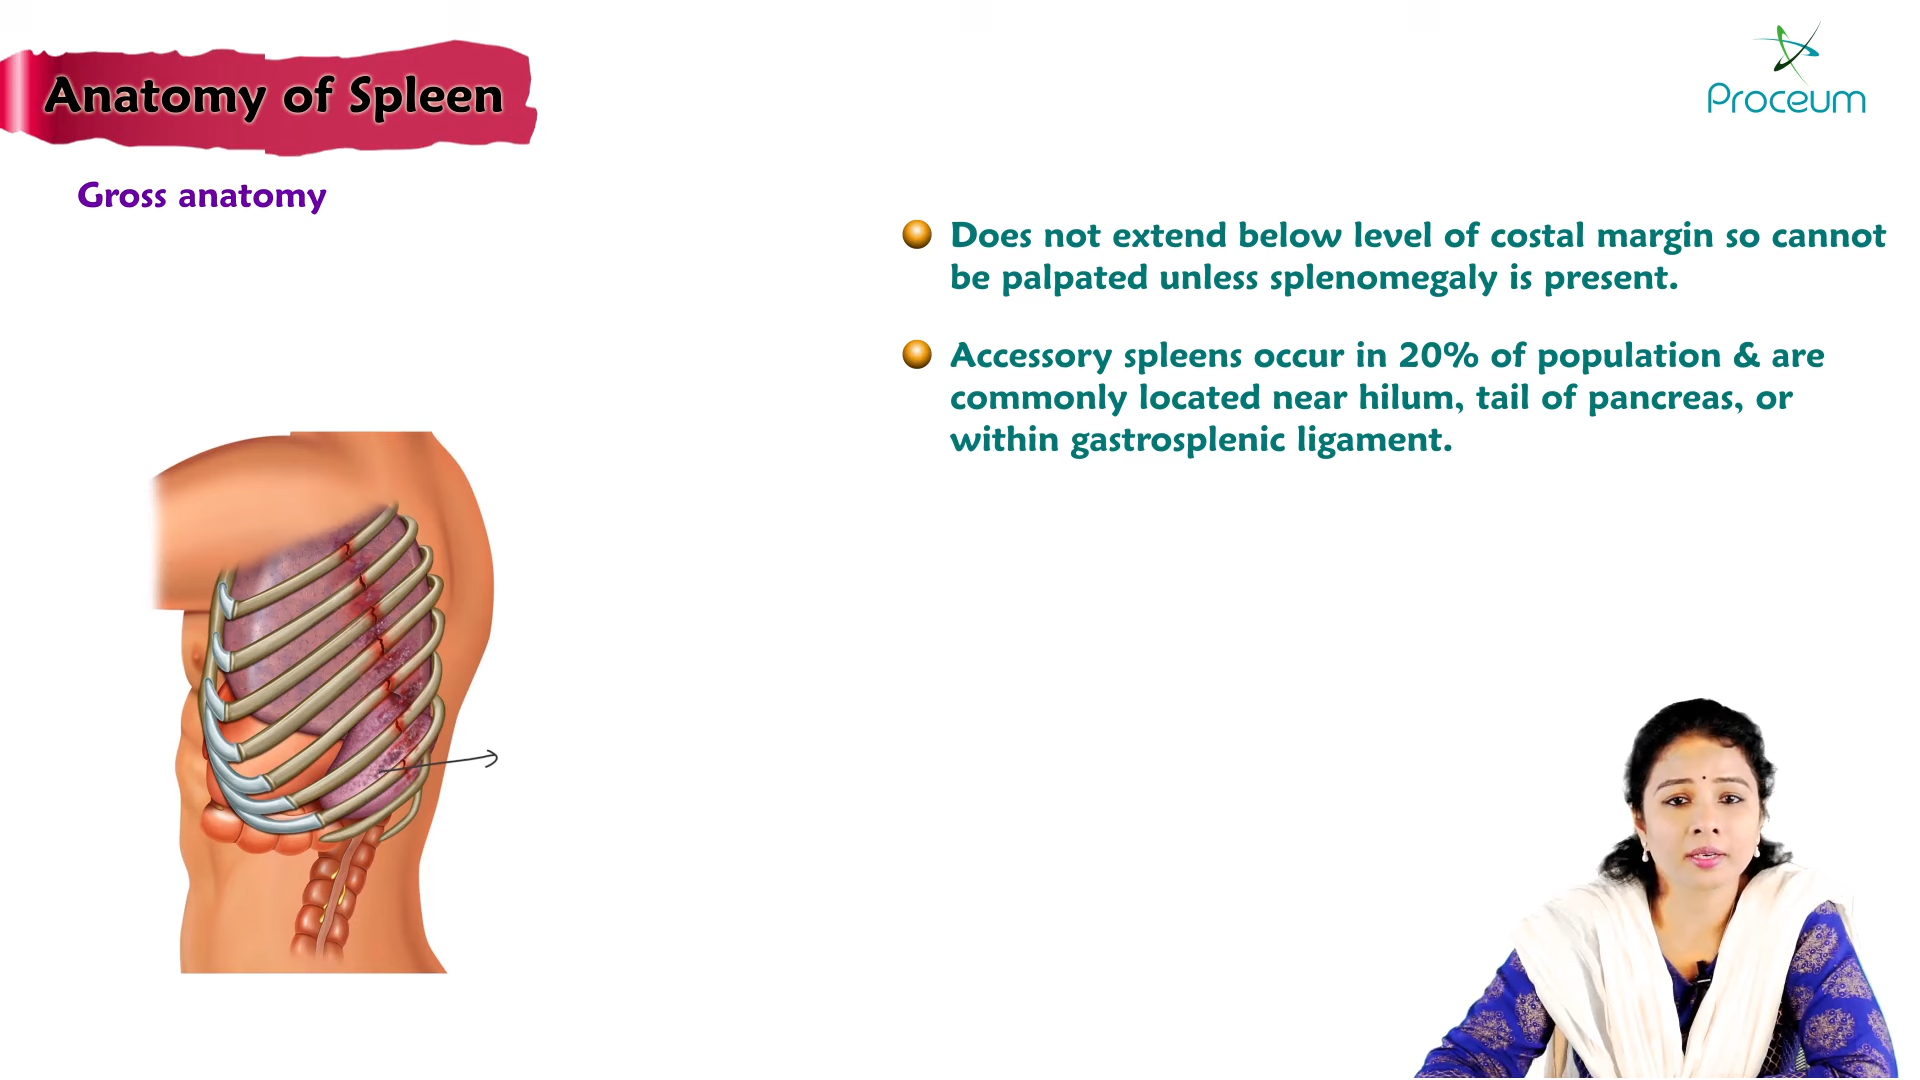 Anatomy of Spleen
Proceum
Gross anatomy
Does not extend below level of costal margin so cannot
be palpated unless splenomegaly is present.
Accessory spleens occur in 20% of population & are
commonly located near hilum, tail of pancreas, or
within gastrosplenic ligament.